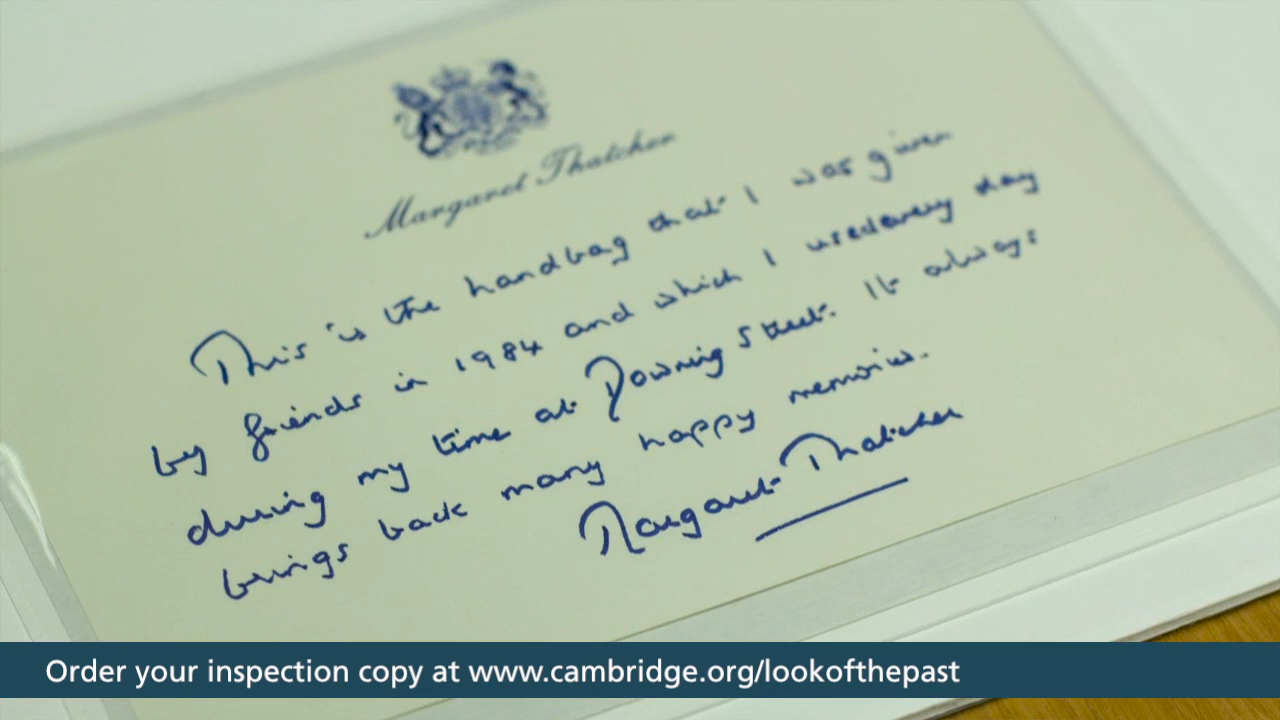 Margaret Thatcher
This is the handbag that I was given
by friends in 1984 and which I used every day
during my time at Downing Street. It always
brings back many happy memories.
Margaret Thatcher
Order your inspection copy at www.cambridge.org/lookofthepast